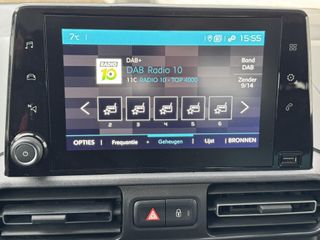 7°C 15:55
RADIO 10
DAB+
DAB Radio 10
11C RADIO 10 - TOP 4000
Band
DAB
Zender
9/14
2 3 4 5 6
OPTIES Frequentie Geheugen Lijst BRONNEN